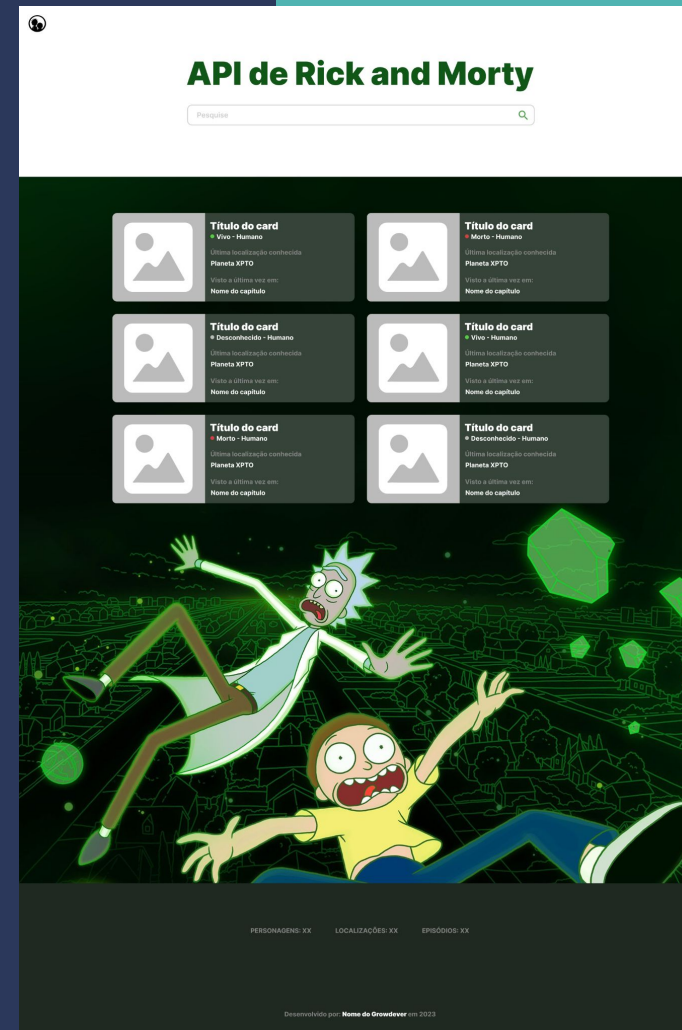 API de Rick and Morty
Pesquise
Título do card
Vivo - Humano
Última localização conhecida
Planeta XPTO
Visto a última vez em:
Nome do capítulo
Título do card
Morto - Humano
Última localização conhecida
Planeta XPTO
Visto a última vez em:
Nome do capítulo
Título do card
Desconhecido - Humano
Última localização conhecida
Planeta XPTO
Visto a última vez em:
Nome do capítulo
Título do card
Vivo - Humano
Última localização conhecida
Planeta XPTO
Visto a última vez em:
Nome do capítulo
Título do card
Morto - Humano
Última localização conhecida
Planeta XPTO
Visto a última vez em:
Nome do capítulo
Título do card
Desconhecido - Humano
Última localização conhecida
Planeta XPTO
Visto a última vez em:
Nome do capítulo
PERSONAGENS: XX LOCALIZAÇÕES: XX EPISÓDIOS: XX
Desenvolvido por: Nome do Growdever em 2023